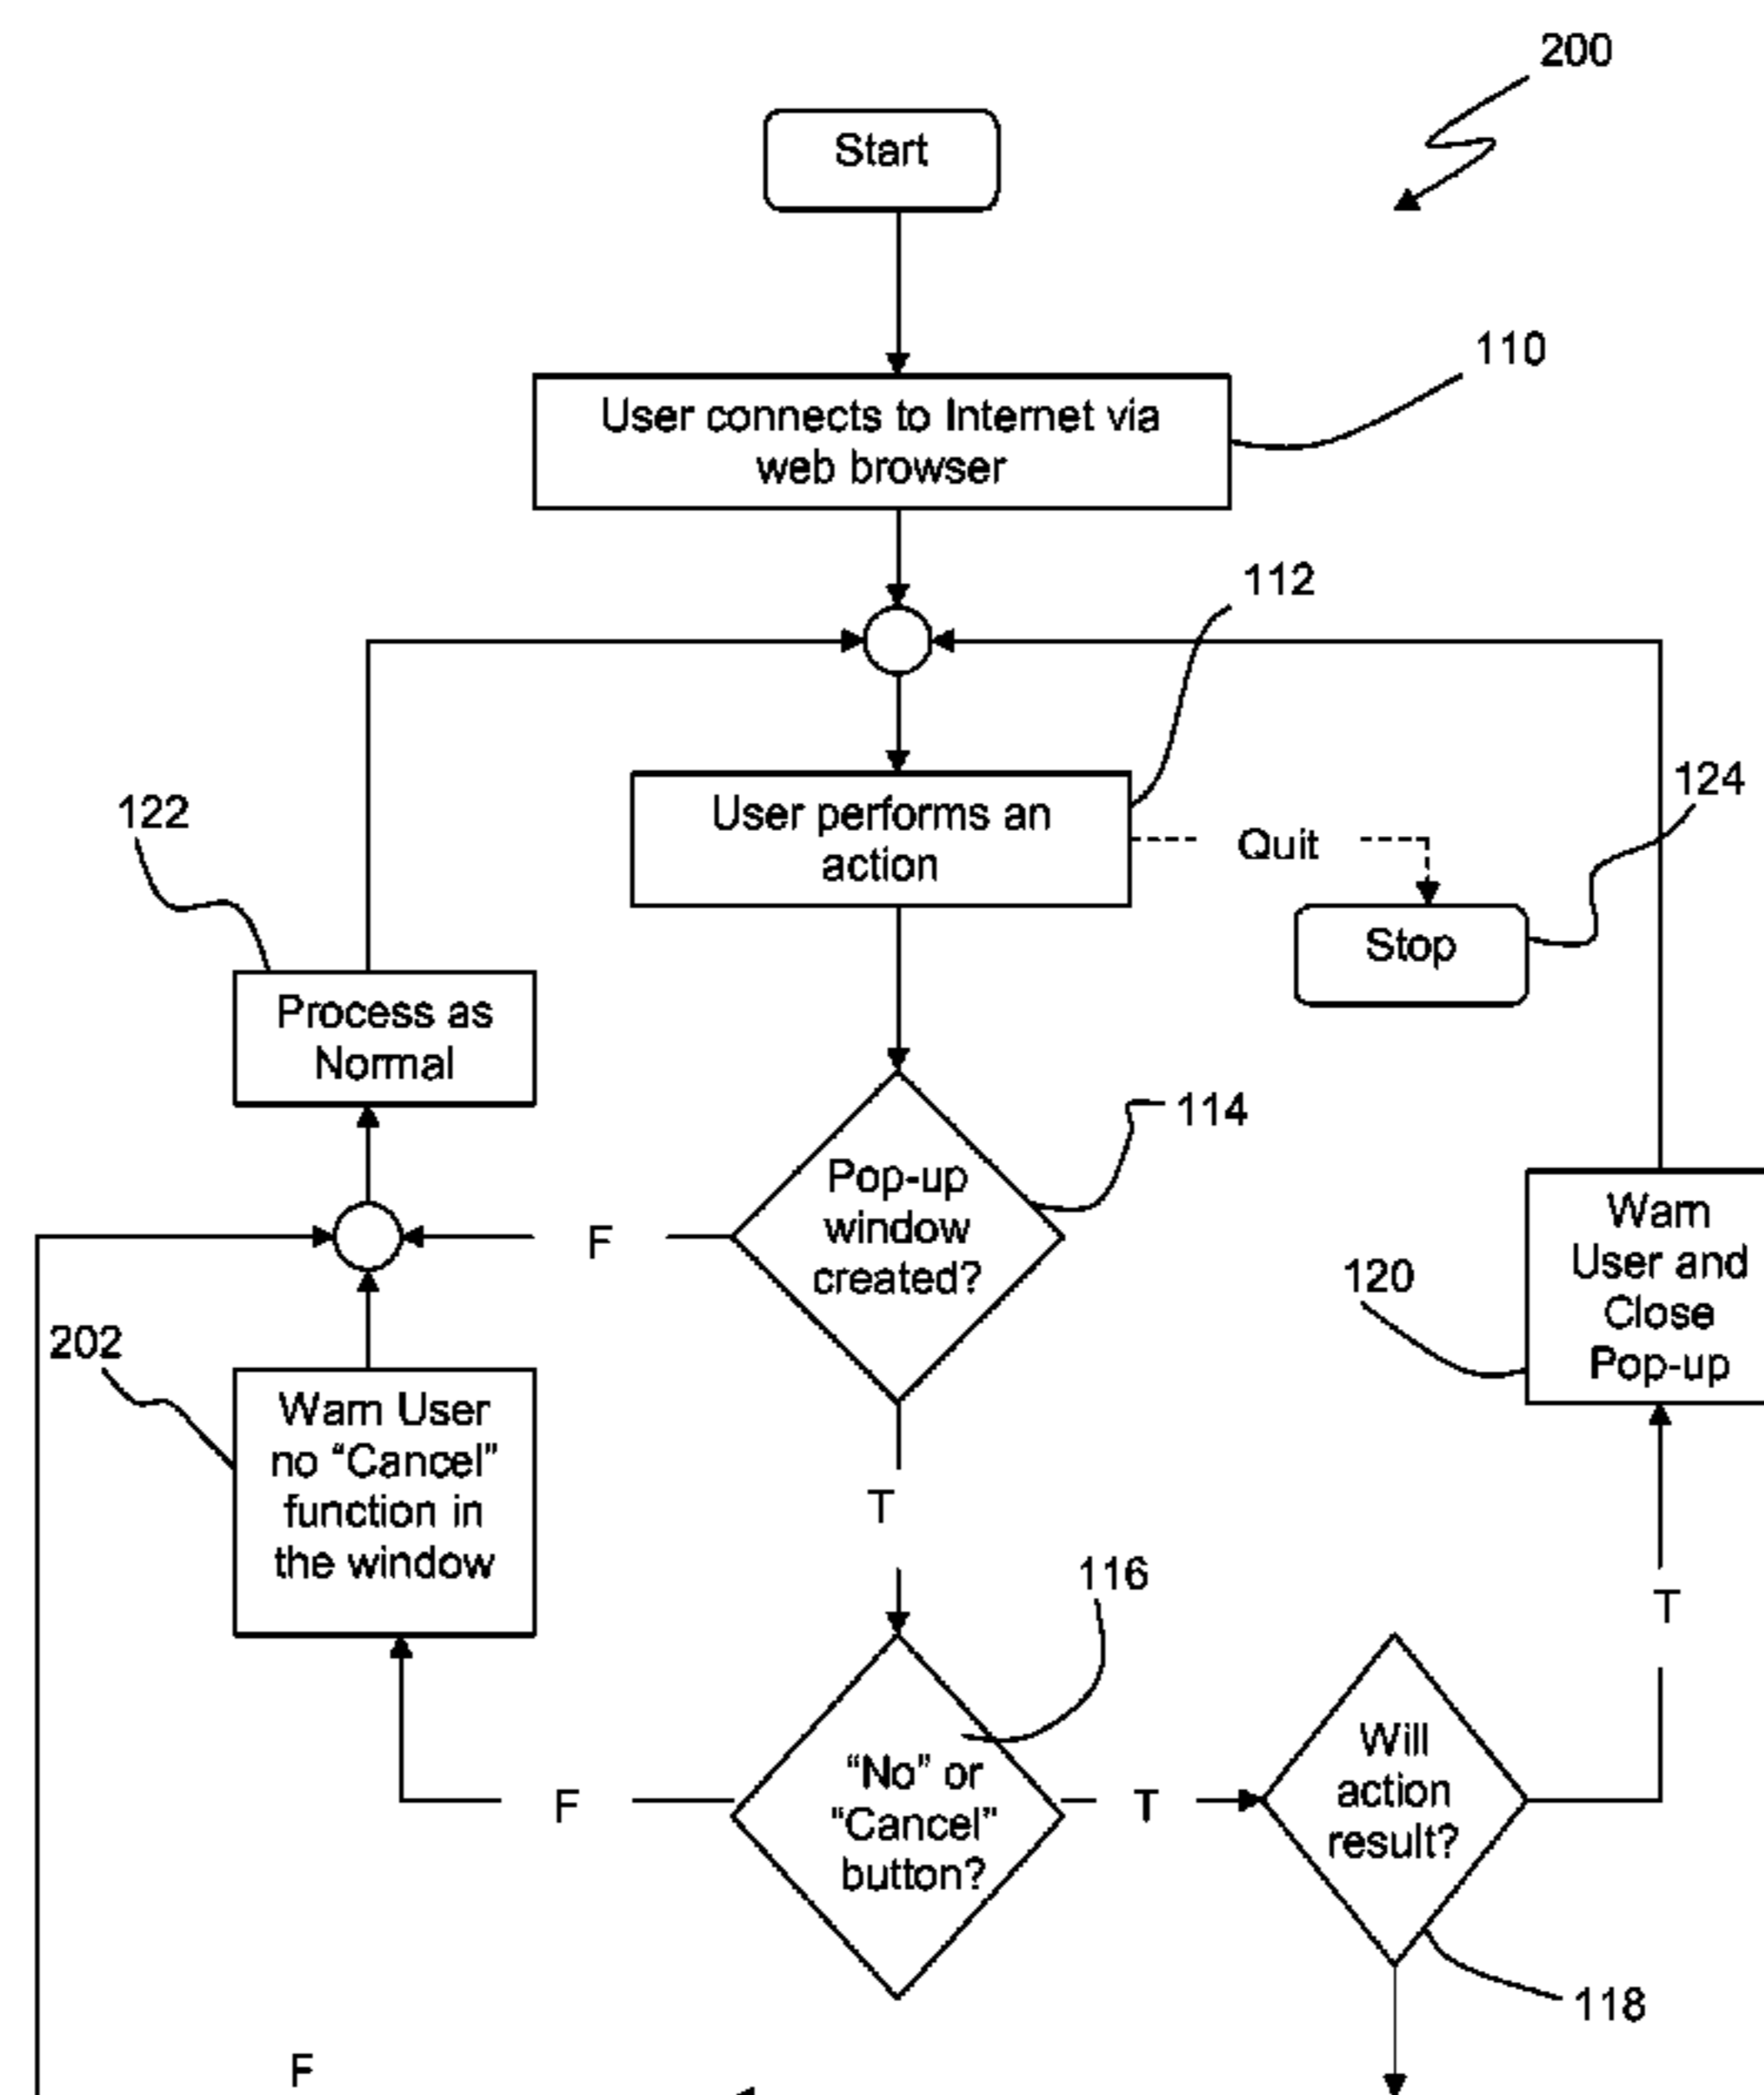 200
Start
110
User connects to Internet via
web browser
112
User performs an
action
Quit
124
Stop
122
Process as
Normal
114
Pop-up
window
created?
F
T
Warn
User and
Close
Pop-up
120
202
Warn User
no “Cancel”
function in
the window
116
“No” or
“Cancel”
button?
F
T
Will
action
result?
T
118
F